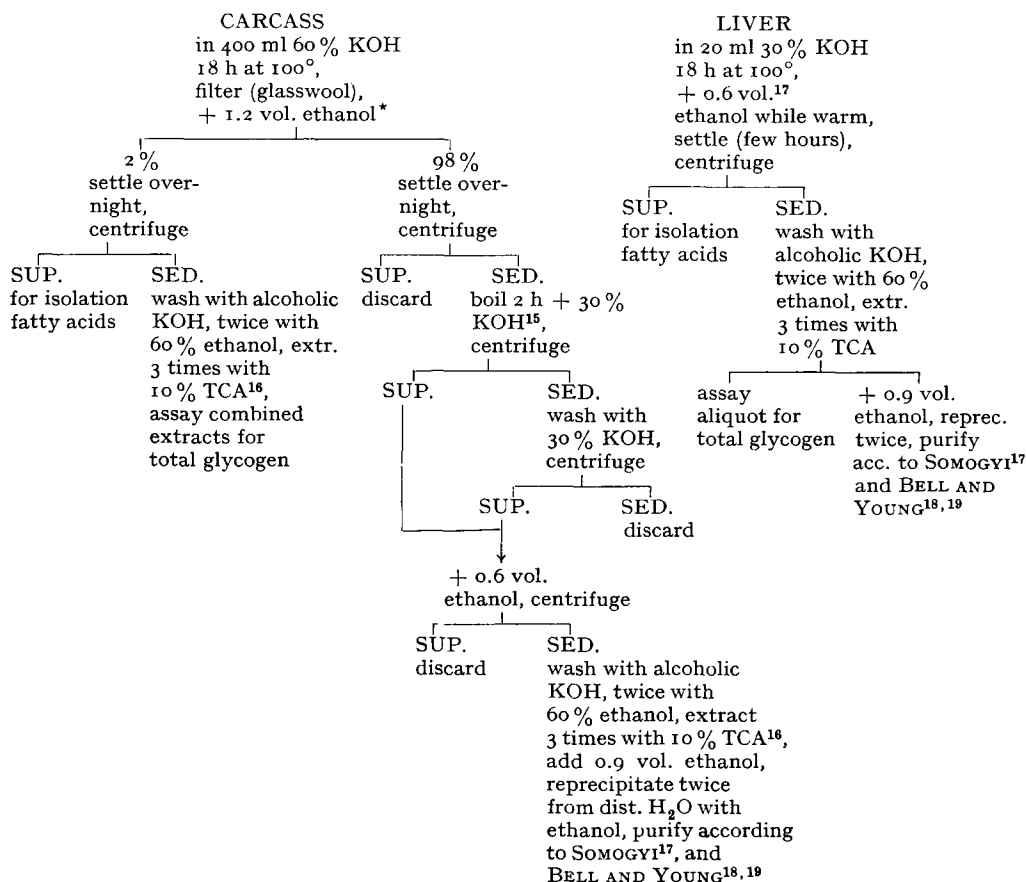 CARCASS
in 400 ml 60 % KOH
18 h at 100°,
filter (glasswool),
+ 1.2 vol. ethanol*
LIVER
in 20 ml 30 % KOH
18 h at 100°,
+ 0.6 vol.17
ethanol while warm,
settle (few hours),
centrifuge
2 %
settle over-
night,
centrifuge
98 %
settle over-
night,
centrifuge
SUP.
for isolation
fatty acids
SED.
wash with
alcoholic KOH,
twice with 60 %
ethanol, extr.
3 times with
10 % TCA
SUP.
for isolation
fatty acids
SED.
wash with alcoholic
KOH, twice with
60 % ethanol, extr.
3 times with
10 % TCA16,
assay combined
extracts for
total glycogen
SUP.
discard
SED.
boil 2 h + 30 %
KOH15,
centrifuge
assay
aliquot for
total glycogen
+ 0.9 vol.
ethanol, reprec.
twice, purify
acc. to SOMOGYI17
and BELL AND
YOUNG18, 19
SUP.
SED.
wash with
30 % KOH,
centrifuge
SUP.
SED.
discard
+ 0.6 vol.
ethanol, centrifuge
SUP.
discard
SED.
wash with alcoholic
KOH, twice with
60 % ethanol, extract
3 times with 10 % TCA16,
add 0.9 vol. ethanol,
reprecipitate twice
from dist. H2O with
ethanol, purify according
to SOMOGYI17, and
BELL AND YOUNG18, 19